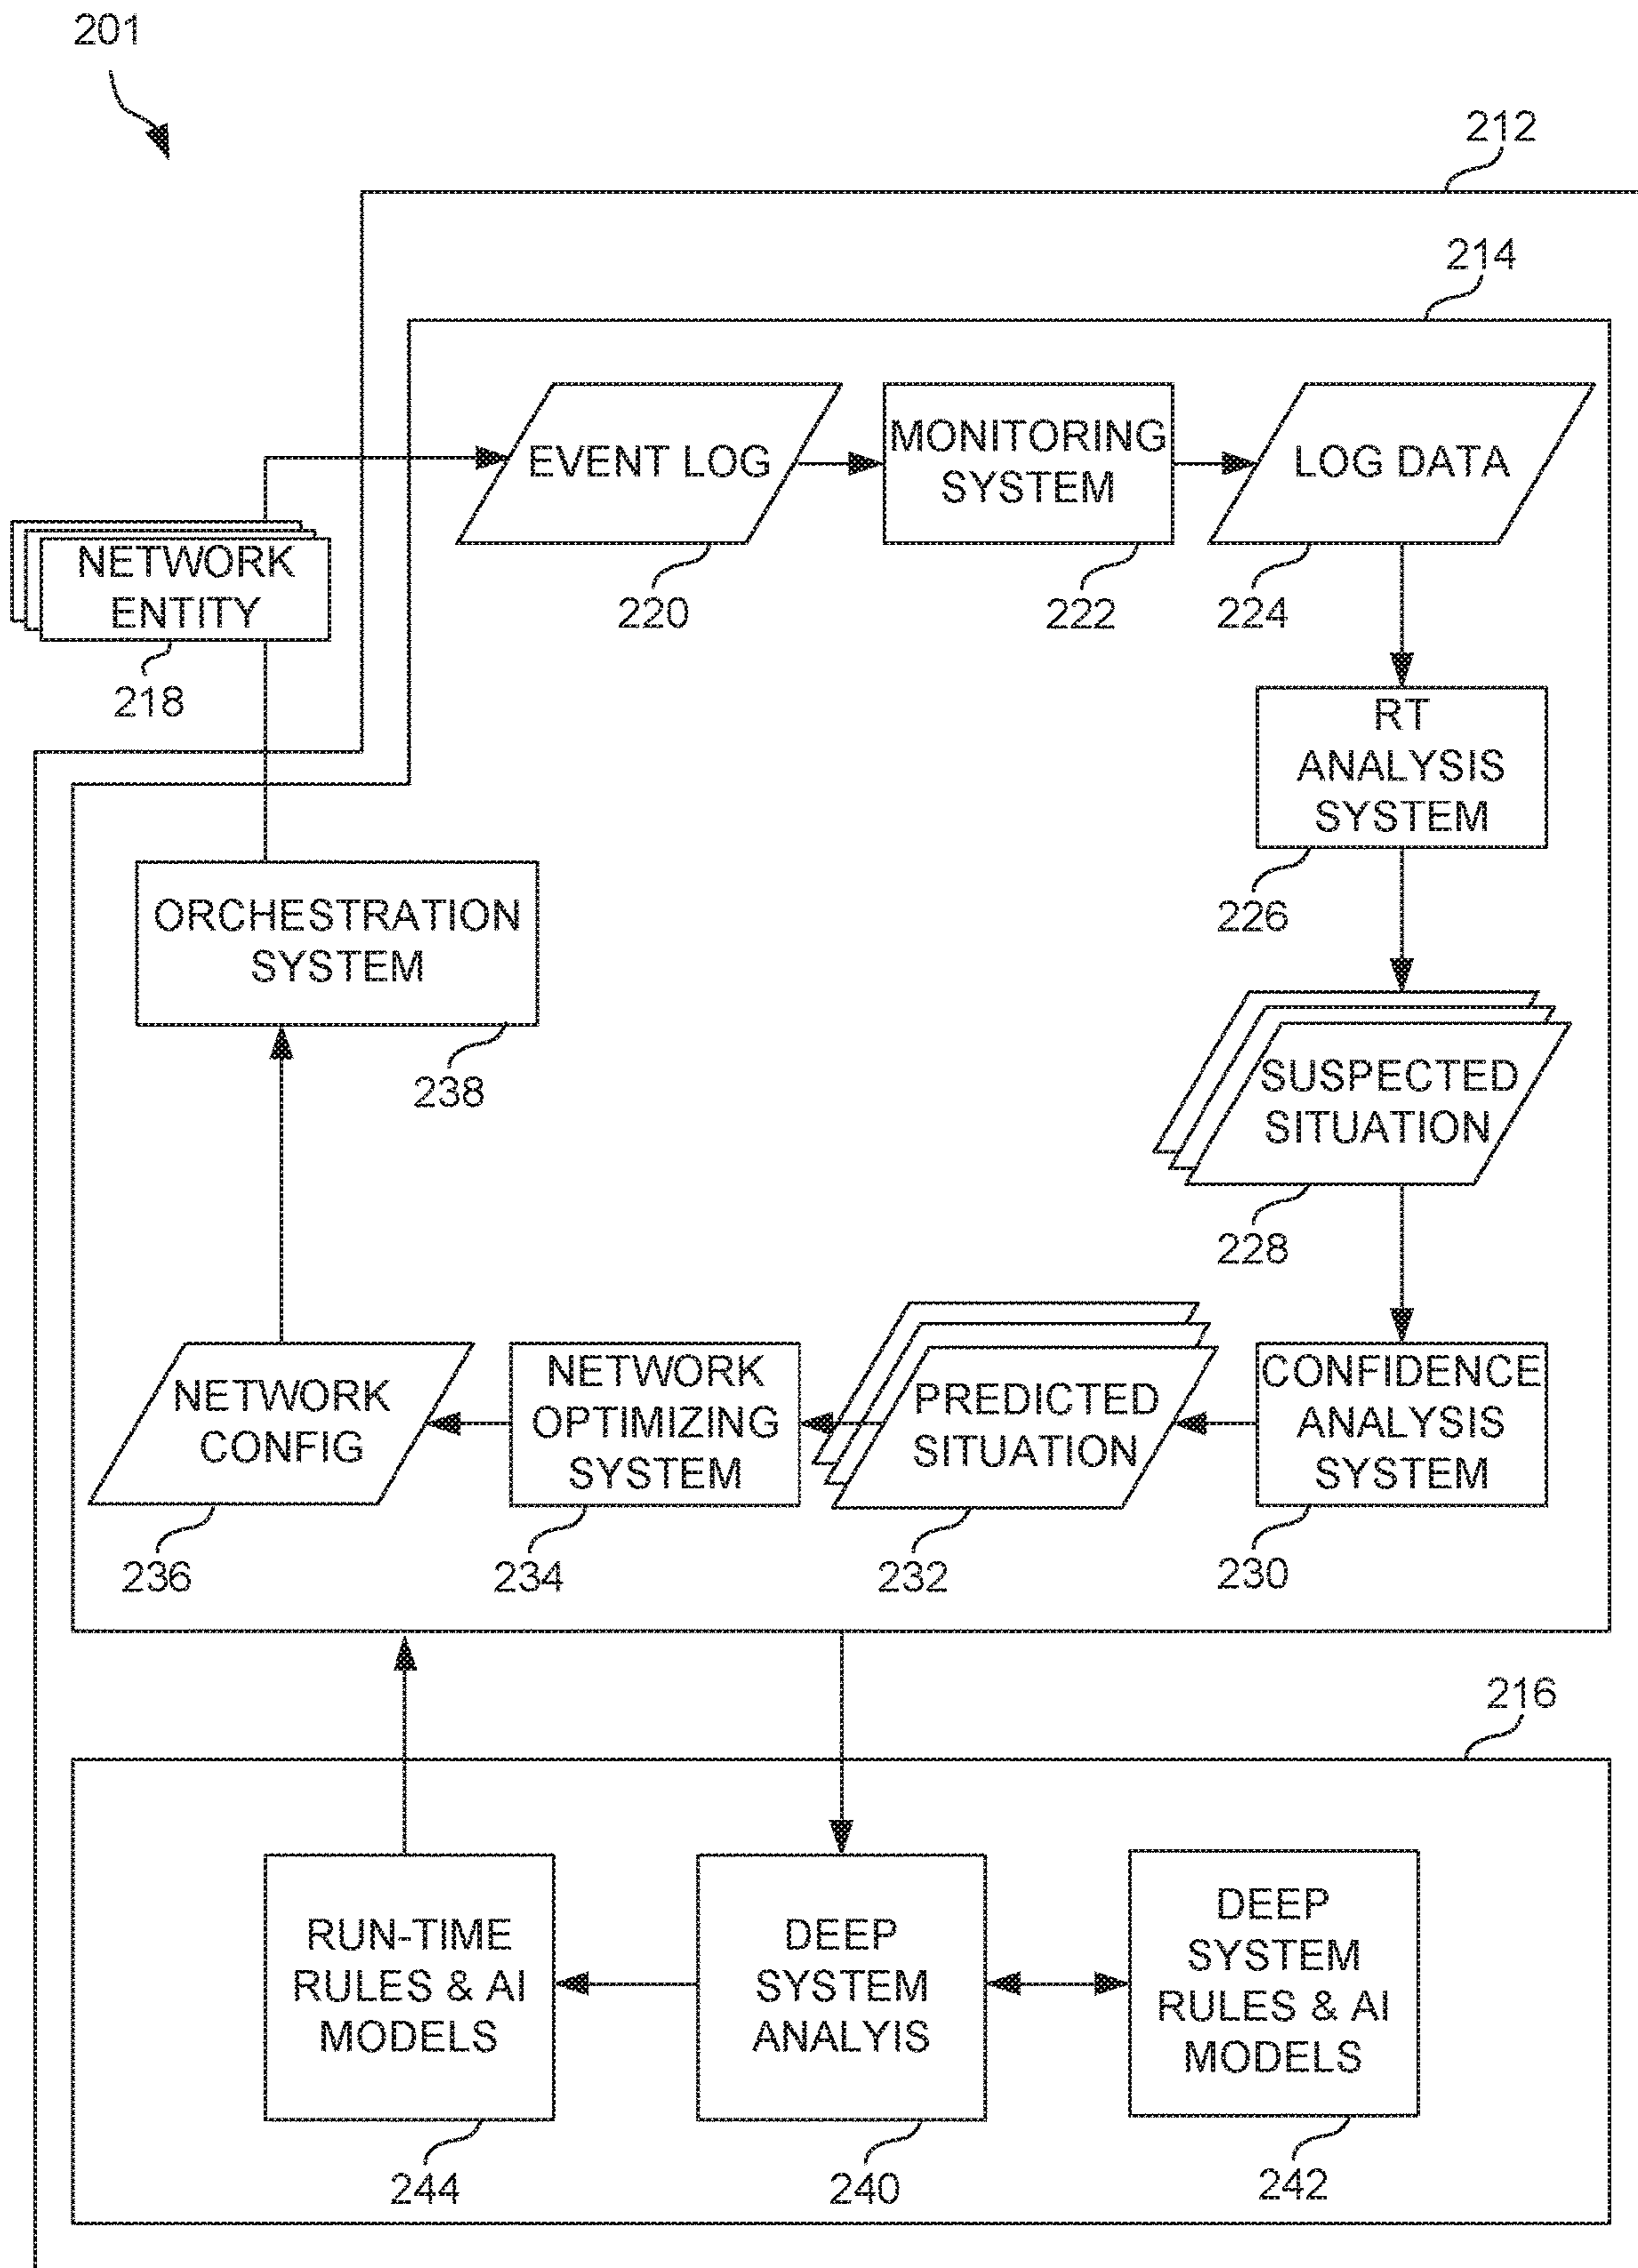 201
212
214
EVENT LOG
MONITORING
SYSTEM
LOG DATA
220
222
224
NETWORK
ENTITY
218
RT
ANALYSIS
SYSTEM
226
ORCHESTRATION
SYSTEM
238
SUSPECTED
SITUATION
228
NETWORK
CONFIG
236
NETWORK
OPTIMIZING
SYSTEM
234
PREDICTED
SITUATION
232
CONFIDENCE
ANALYSIS
SYSTEM
230
216
RUN-TIME
RULES & AI
MODELS
244
DEEP
SYSTEM
ANALYIS
240
DEEP
SYSTEM
RULES & AI
MODELS
242